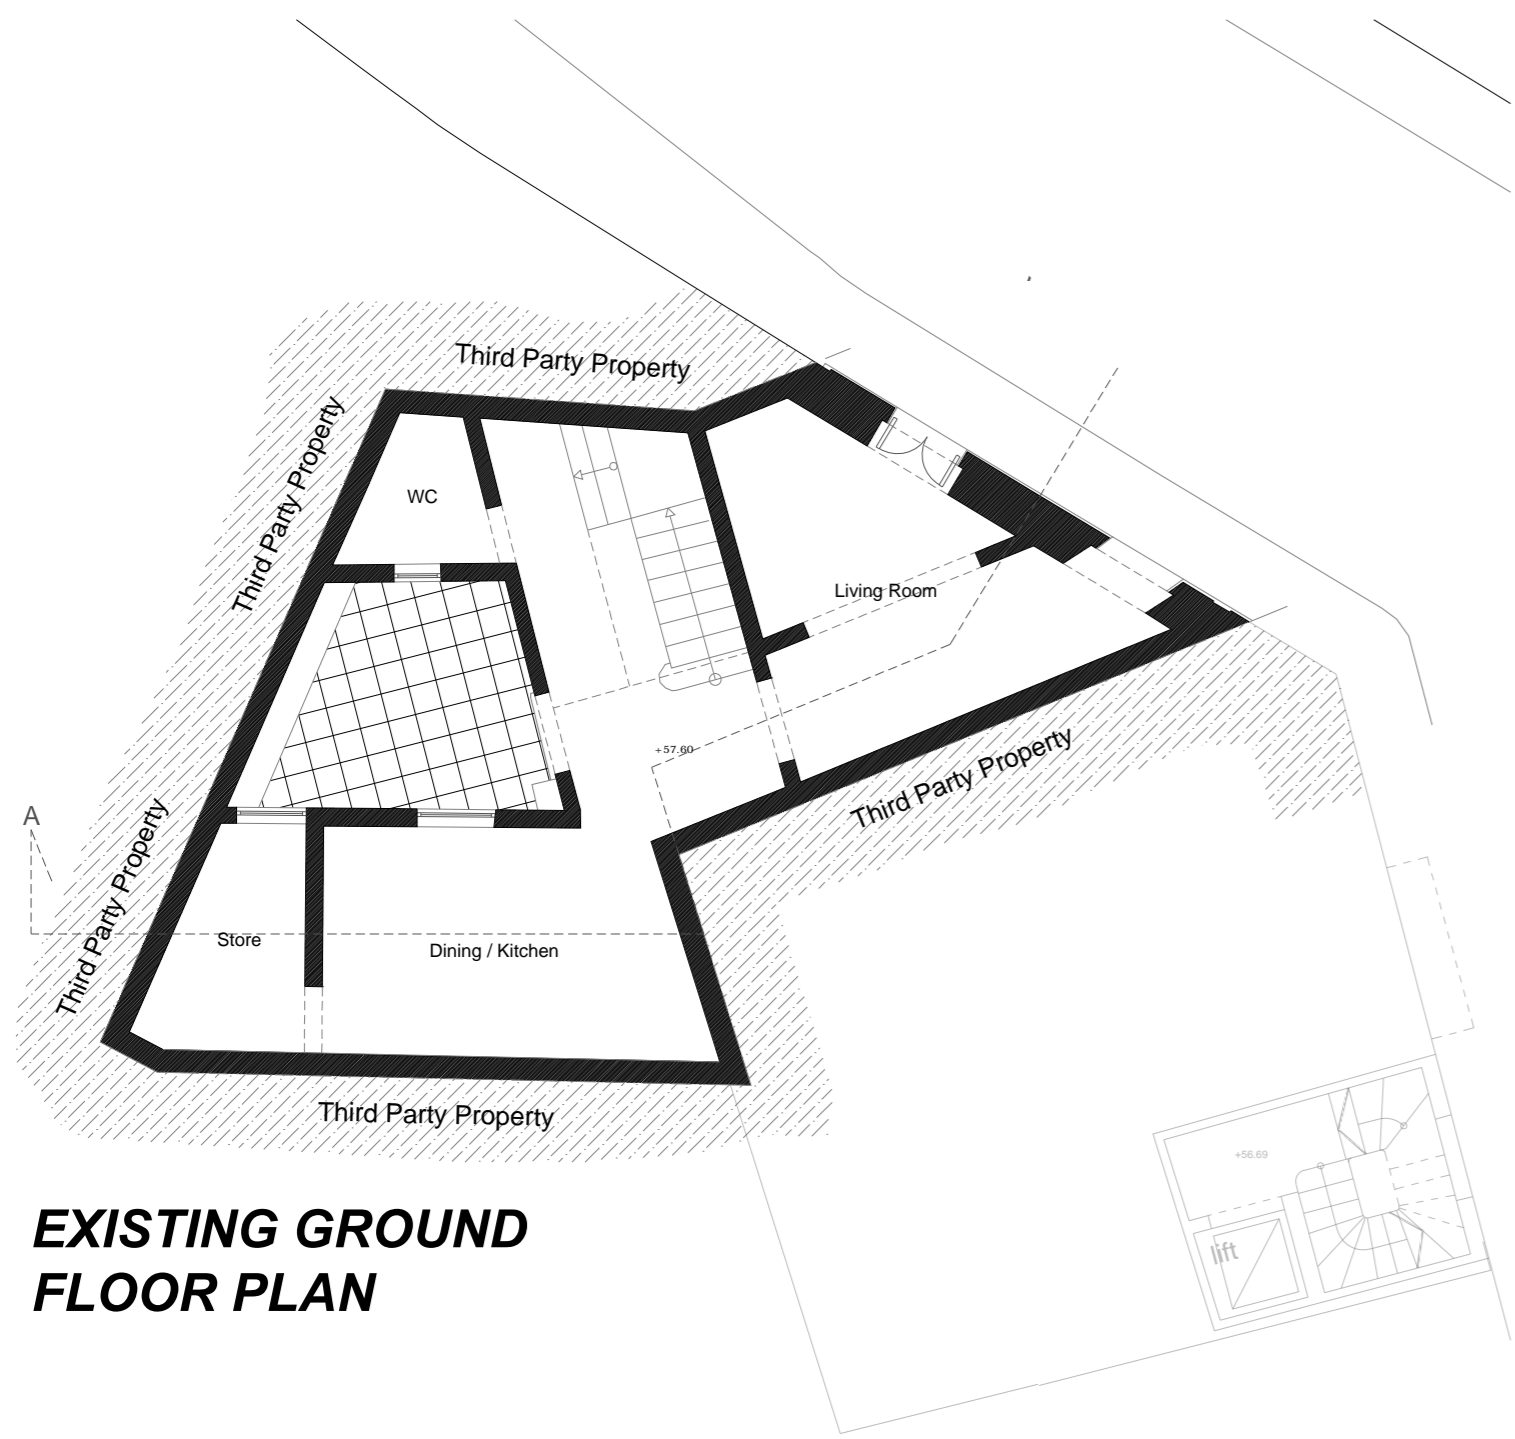 Third Party Property
Third Party Property
WC
Living Room
+57.60
Third Party Property
Third Party Property
A
Store
Dining / Kitchen
Third Party Property
+56.69
lift
EXISTING GROUND
FLOOR PLAN